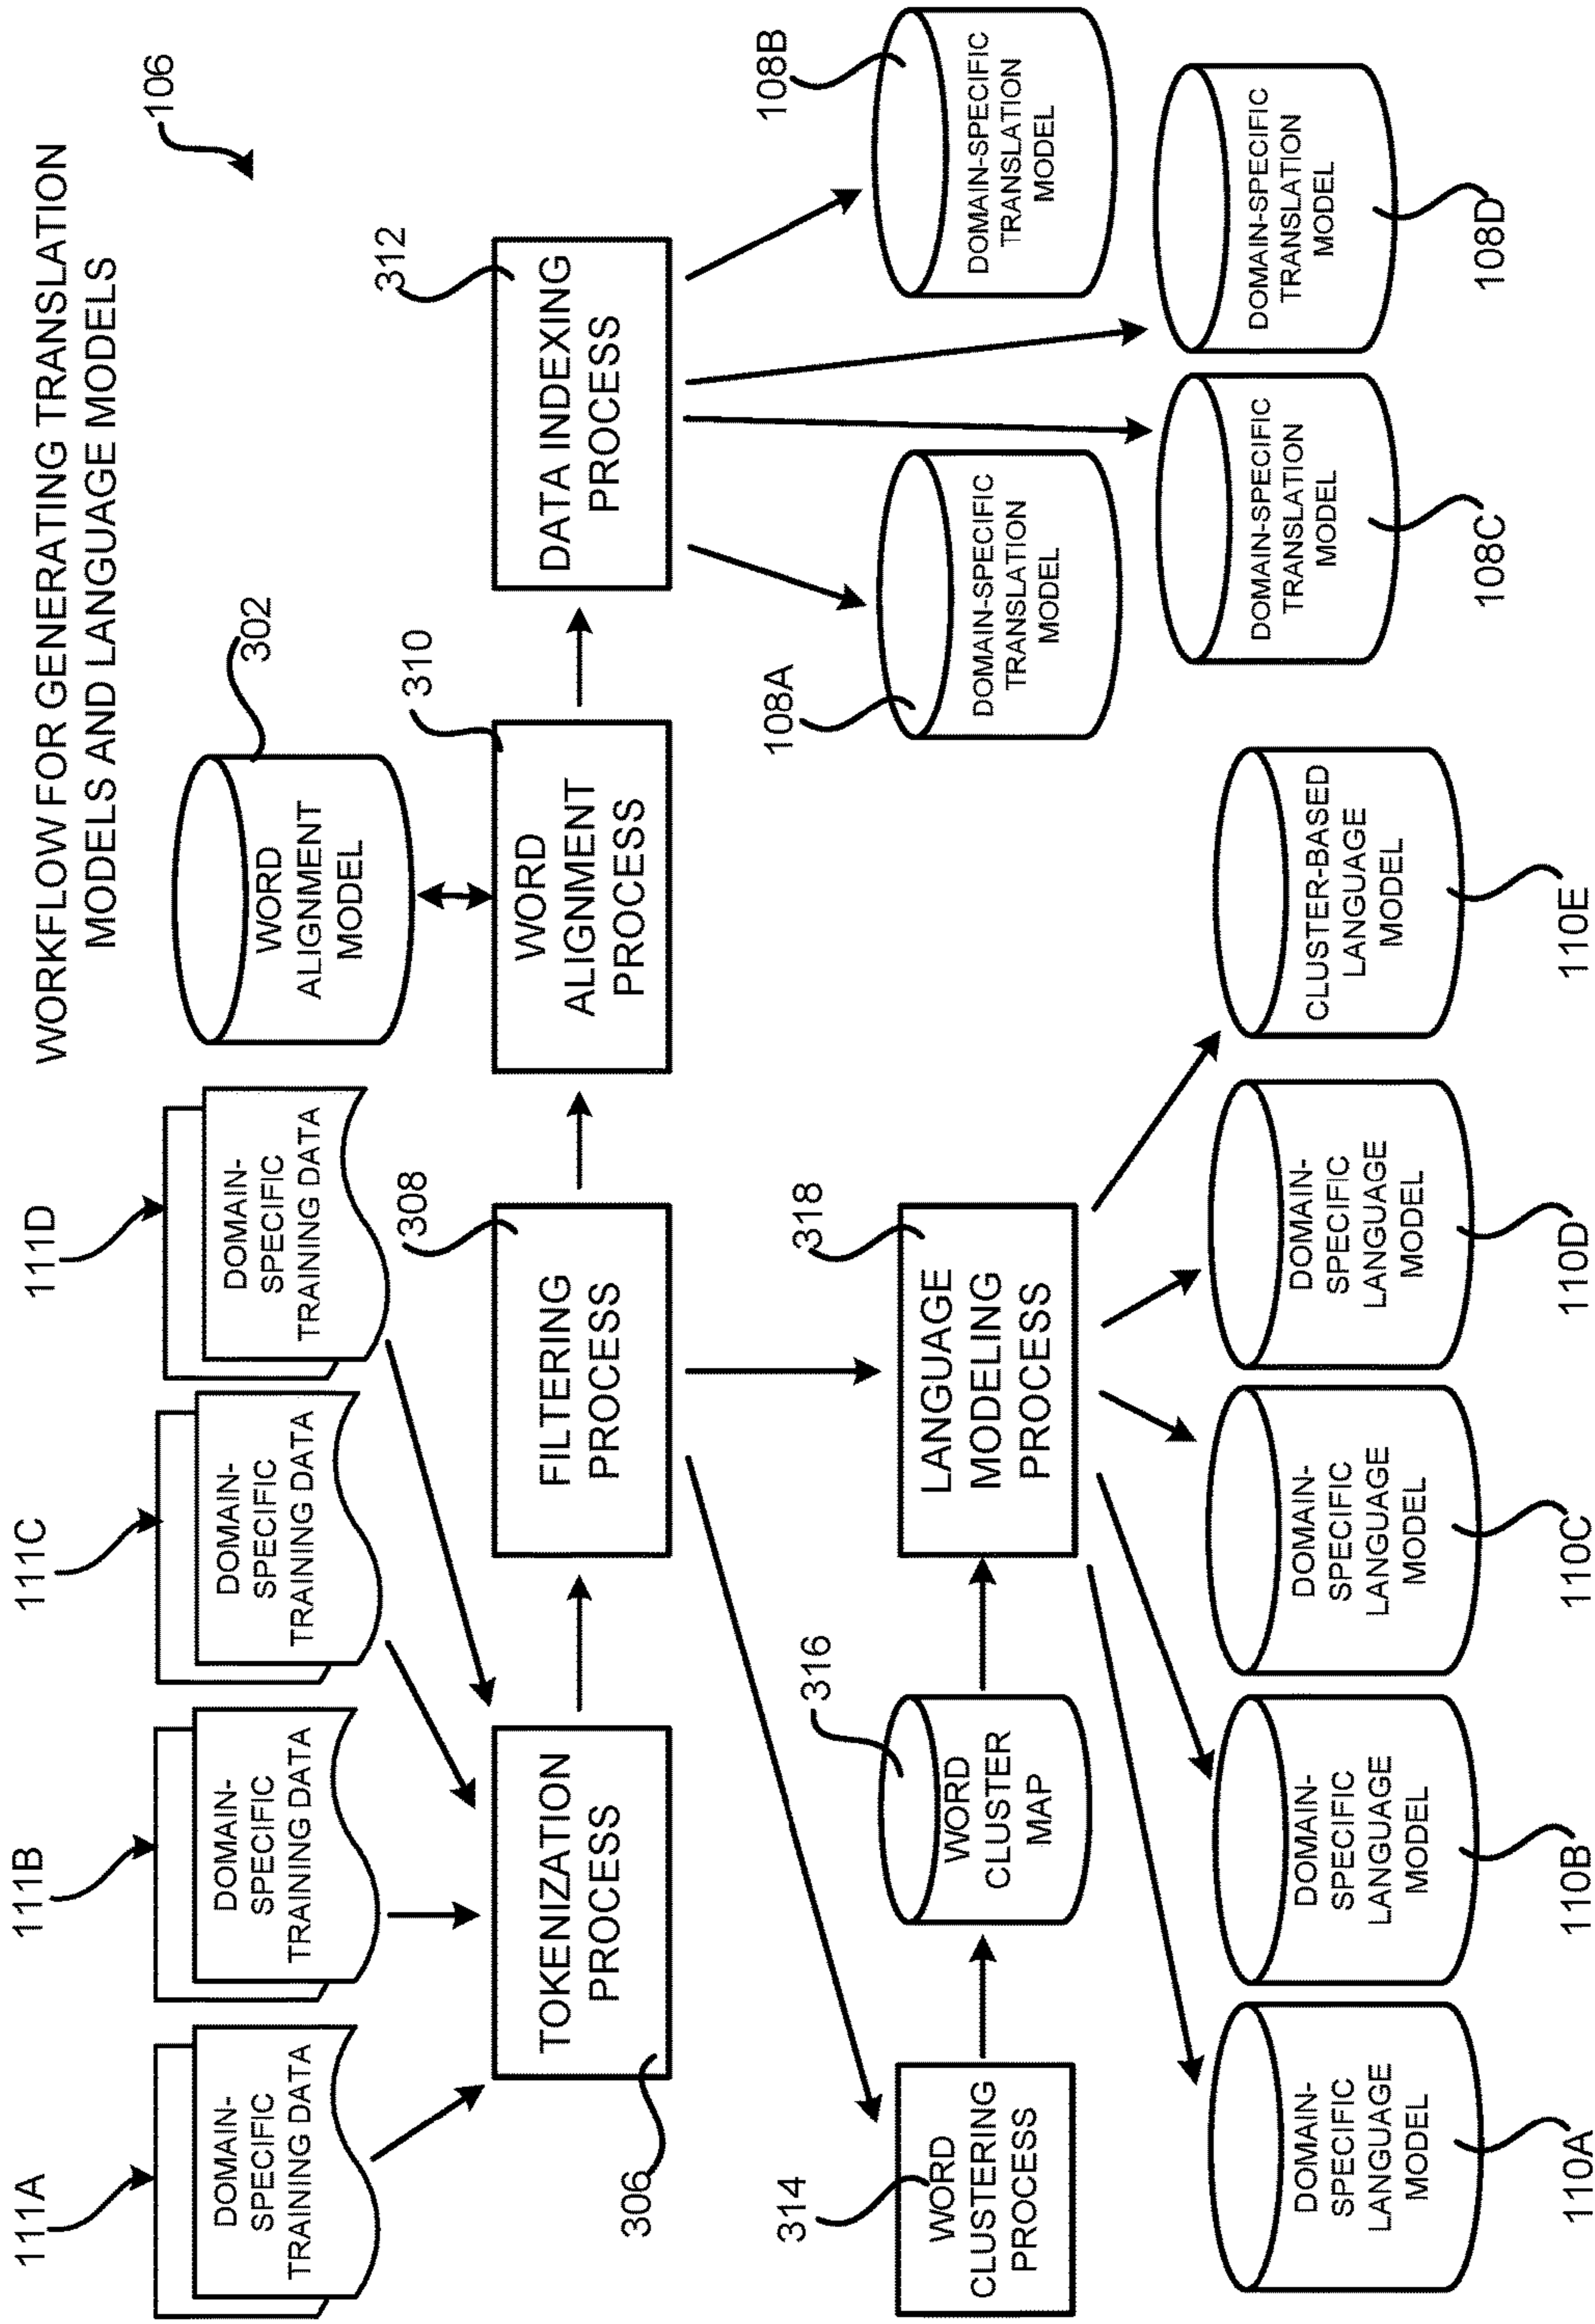 WORKFLOW FOR GENERATING TRANSLATION
MODELS AND LANGUAGE MODELS
106
111A
111B
111C
111D
DOMAIN-
SPECIFIC
TRAINING DATA
DOMAIN-
SPECIFIC
TRAINING DATA
DOMAIN-
SPECIFIC
TRAINING DATA
DOMAIN-
SPECIFIC
TRAINING DATA
WORD
ALIGNMENT
MODEL
302
306
TOKENIZATION
PROCESS
308
FILTERING
PROCESS
310
WORD
ALIGNMENT
PROCESS
312
DATA INDEXING
PROCESS
314
WORD
CLUSTERING
PROCESS
316
WORD
CLUSTER
MAP
318
LANGUAGE
MODELING
PROCESS
108A
DOMAIN-SPECIFIC
TRANSLATION
MODEL
108B
DOMAIN-SPECIFIC
TRANSLATION
MODEL
DOMAIN-SPECIFIC
TRANSLATION
MODEL
108C
DOMAIN-SPECIFIC
TRANSLATION
MODEL
108D
DOMAIN-
SPECIFIC
LANGUAGE
MODEL
110A
DOMAIN-
SPECIFIC
LANGUAGE
MODEL
110B
DOMAIN-
SPECIFIC
LANGUAGE
MODEL
110C
DOMAIN-
SPECIFIC
LANGUAGE
MODEL
110D
CLUSTER-BASED
LANGUAGE
MODEL
110E